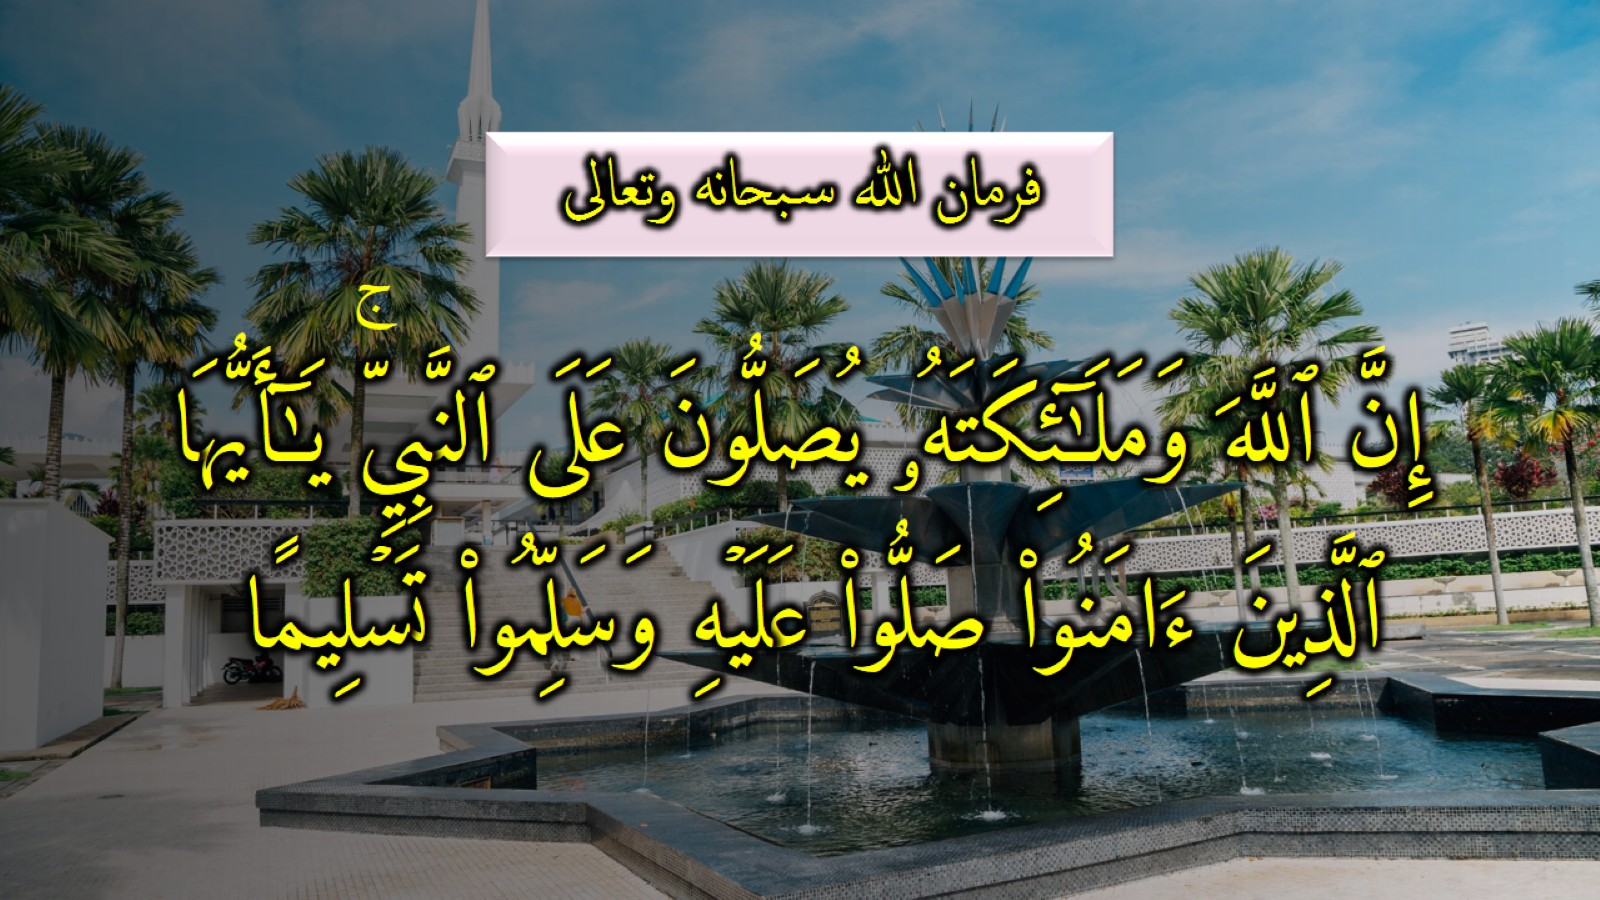 فرمان الله سبحانه وتعالى
إِنَّ ٱللَّهَ وَمَلَـٰٓئِكَتَهُۥ يُصَلُّونَ عَلَى ٱلنَّبِيِّ ۚ يَـٰٓأَيُّهَا
ٱلَّذِينَ ءَامَنُوا۟ صَلُّوا۟ عَلَيْهِ وَسَلِّمُوا۟ تَسْلِيمًا